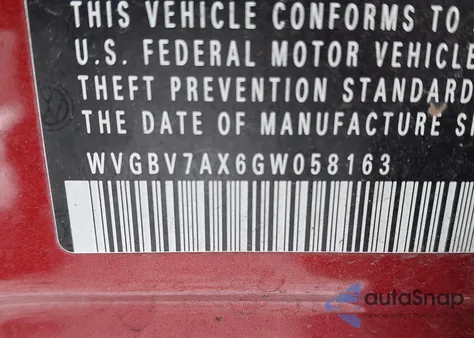 THIS VEHICLE CONFORMS TO
U.S. FEDERAL MOTOR VEHICLE
THEFT PREVENTION STANDARD
THE DATE OF MANUFACTURE S
WVGBV7AX6GW058163
autoSnap